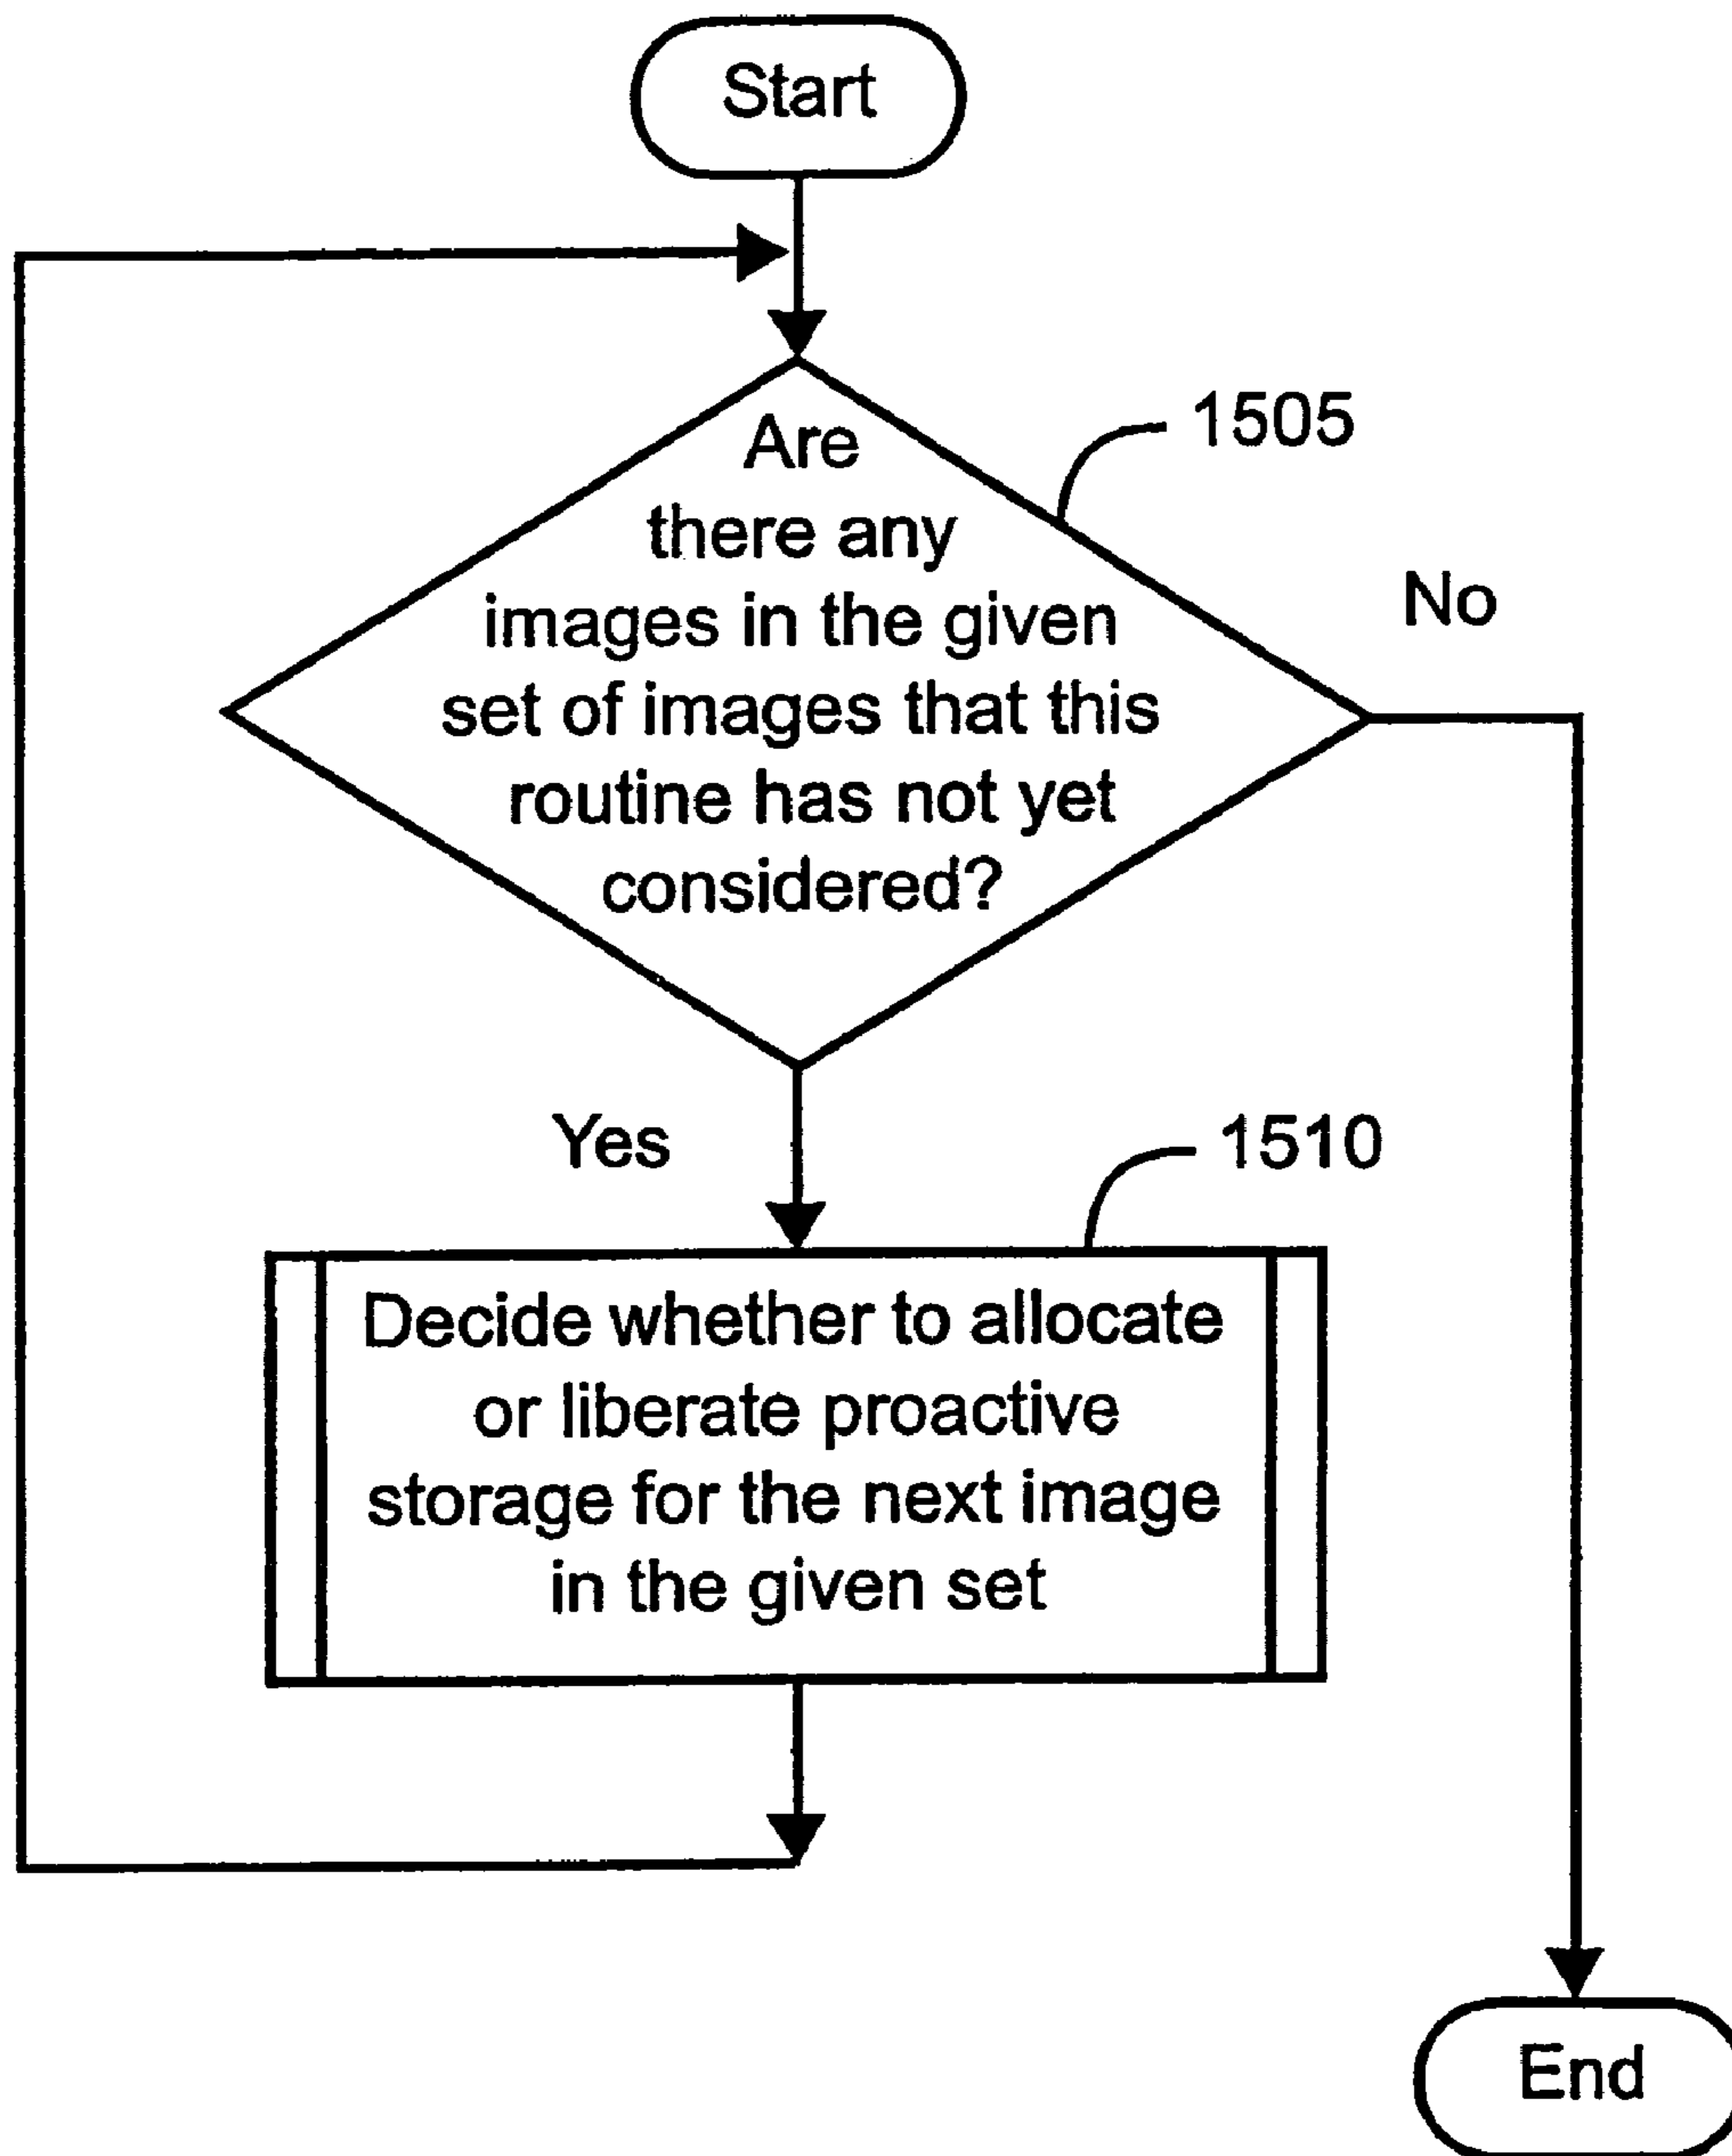 Start
Are
there any
images in the given
set of images that this
routine has not yet
considered?
1505
No
Yes
1510
Decide whether to allocate
or liberate proactive
storage for the next image
in the given set
End